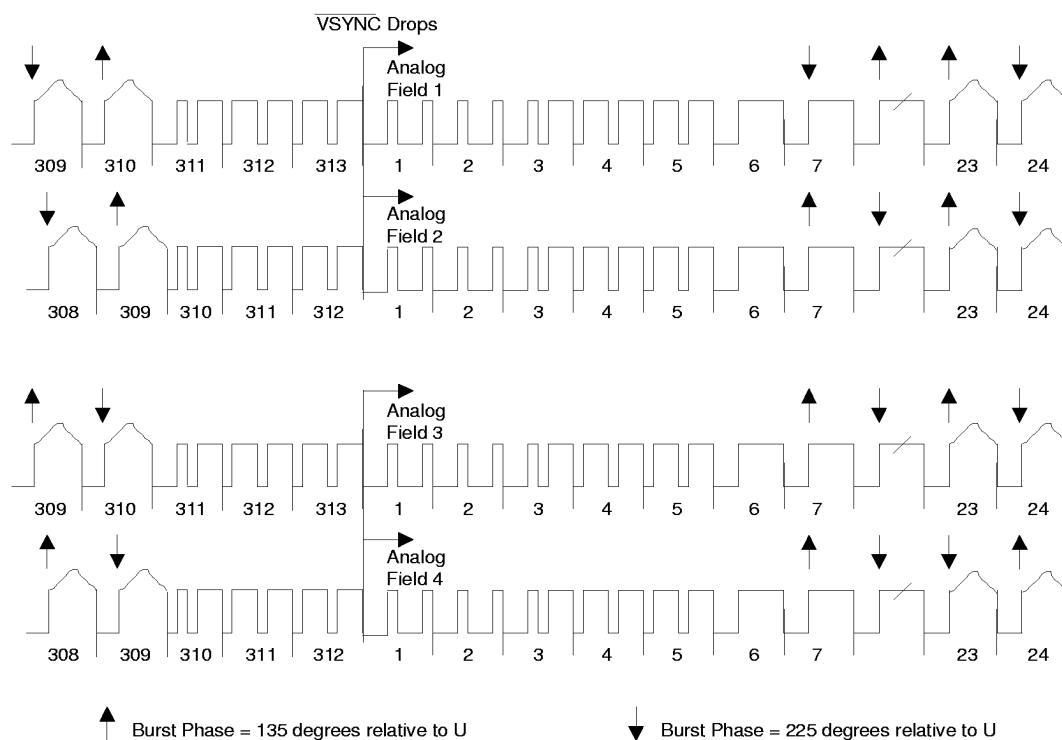 VSYNC Drops
Analog
Field 1
309 310 311 312 313 1 2 3 4 5 6 7 23 24
Analog
Field 2
308 309 310 311 312 1 2 3 4 5 6 7 23 24
Analog
Field 3
309 310 311 312 313 1 2 3 4 5 6 7 23 24
Analog
Field 4
308 309 310 311 312 1 2 3 4 5 6 7 23 24
Burst Phase = 135 degrees relative to U
Burst Phase = 225 degrees relative to U